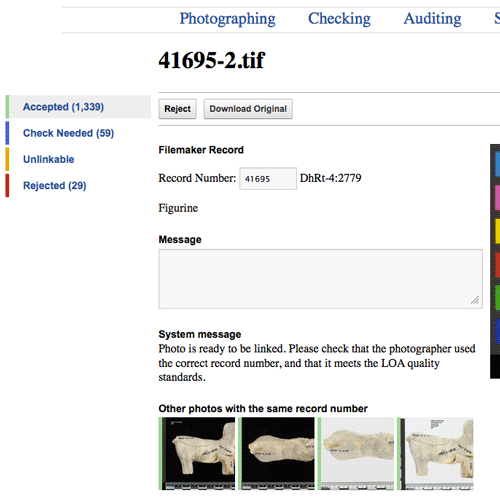 Photographing Checking Auditing S
41695-2.tif
Accepted (1,339)
Check Needed (59)
Unlinkable
Rejected (29)
Reject Download Original
Filemaker Record
Record Number: 41695 DhRt-4:2779
Figurine
Message
System message
Photo is ready to be linked. Please check that the photographer used
the correct record number, and that it meets the LOA quality
standards.
Other photos with the same record number